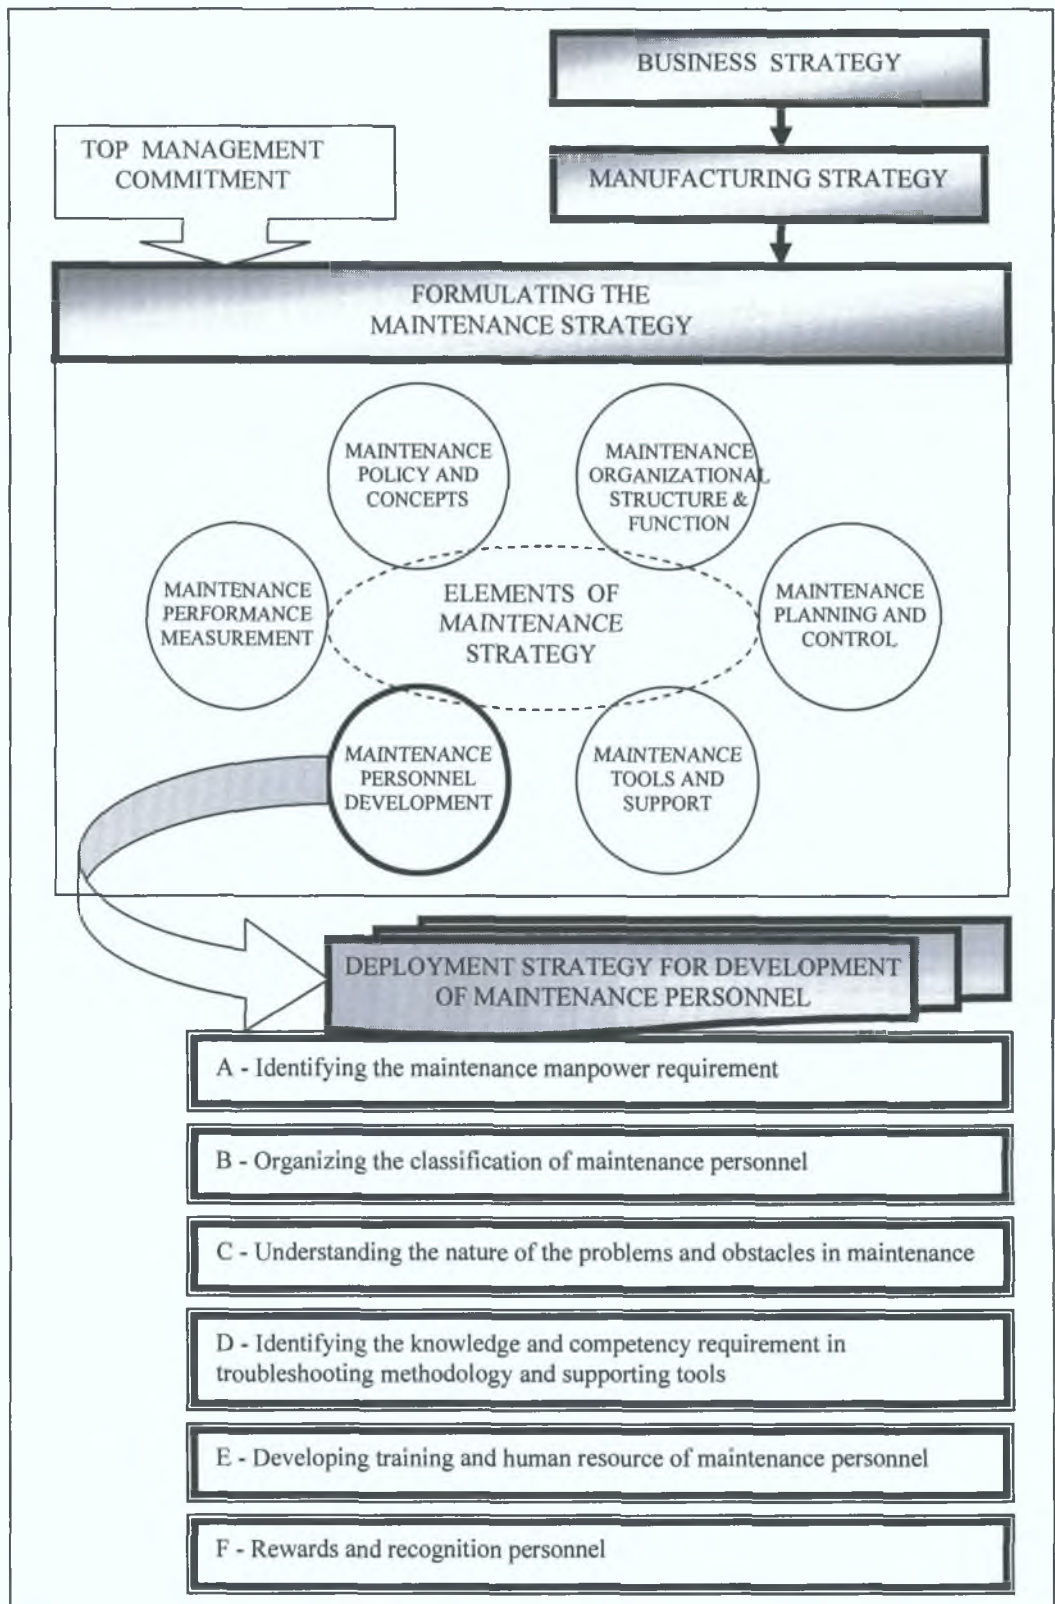 BUSINESS STRATEGY
TOP MANAGEMENT
COMMITMENT
MANUFACTURING STRATEGY
FORMULATING THE
MAINTENANCE STRATEGY
MAINTENANCE
POLICY AND
CONCEPTS
MAINTENANCE
ORGANIZATIONAL
STRUCTURE &
FUNCTION
MAINTENANCE
PERFORMANCE
MEASUREMENT
ELEMENTS OF
MAINTENANCE
STRATEGY
MAINTENANCE
PLANNING AND
CONTROL
MAINTENANCE
PERSONNEL
DEVELOPMENT
MAINTENANCE
TOOLS AND
SUPPORT
DEPLOYMENT STRATEGY FOR DEVELOPMENT
OF MAINTENANCE PERSONNEL
A - Identifying the maintenance manpower requirement
B - Organizing the classification of maintenance personnel
C - Understanding the nature of the problems and obstacles in maintenance
D - Identifying the knowledge and competency requirement in
troubleshooting methodology and supporting tools
E - Developing training and human resource of maintenance personnel
F - Rewards and recognition personnel